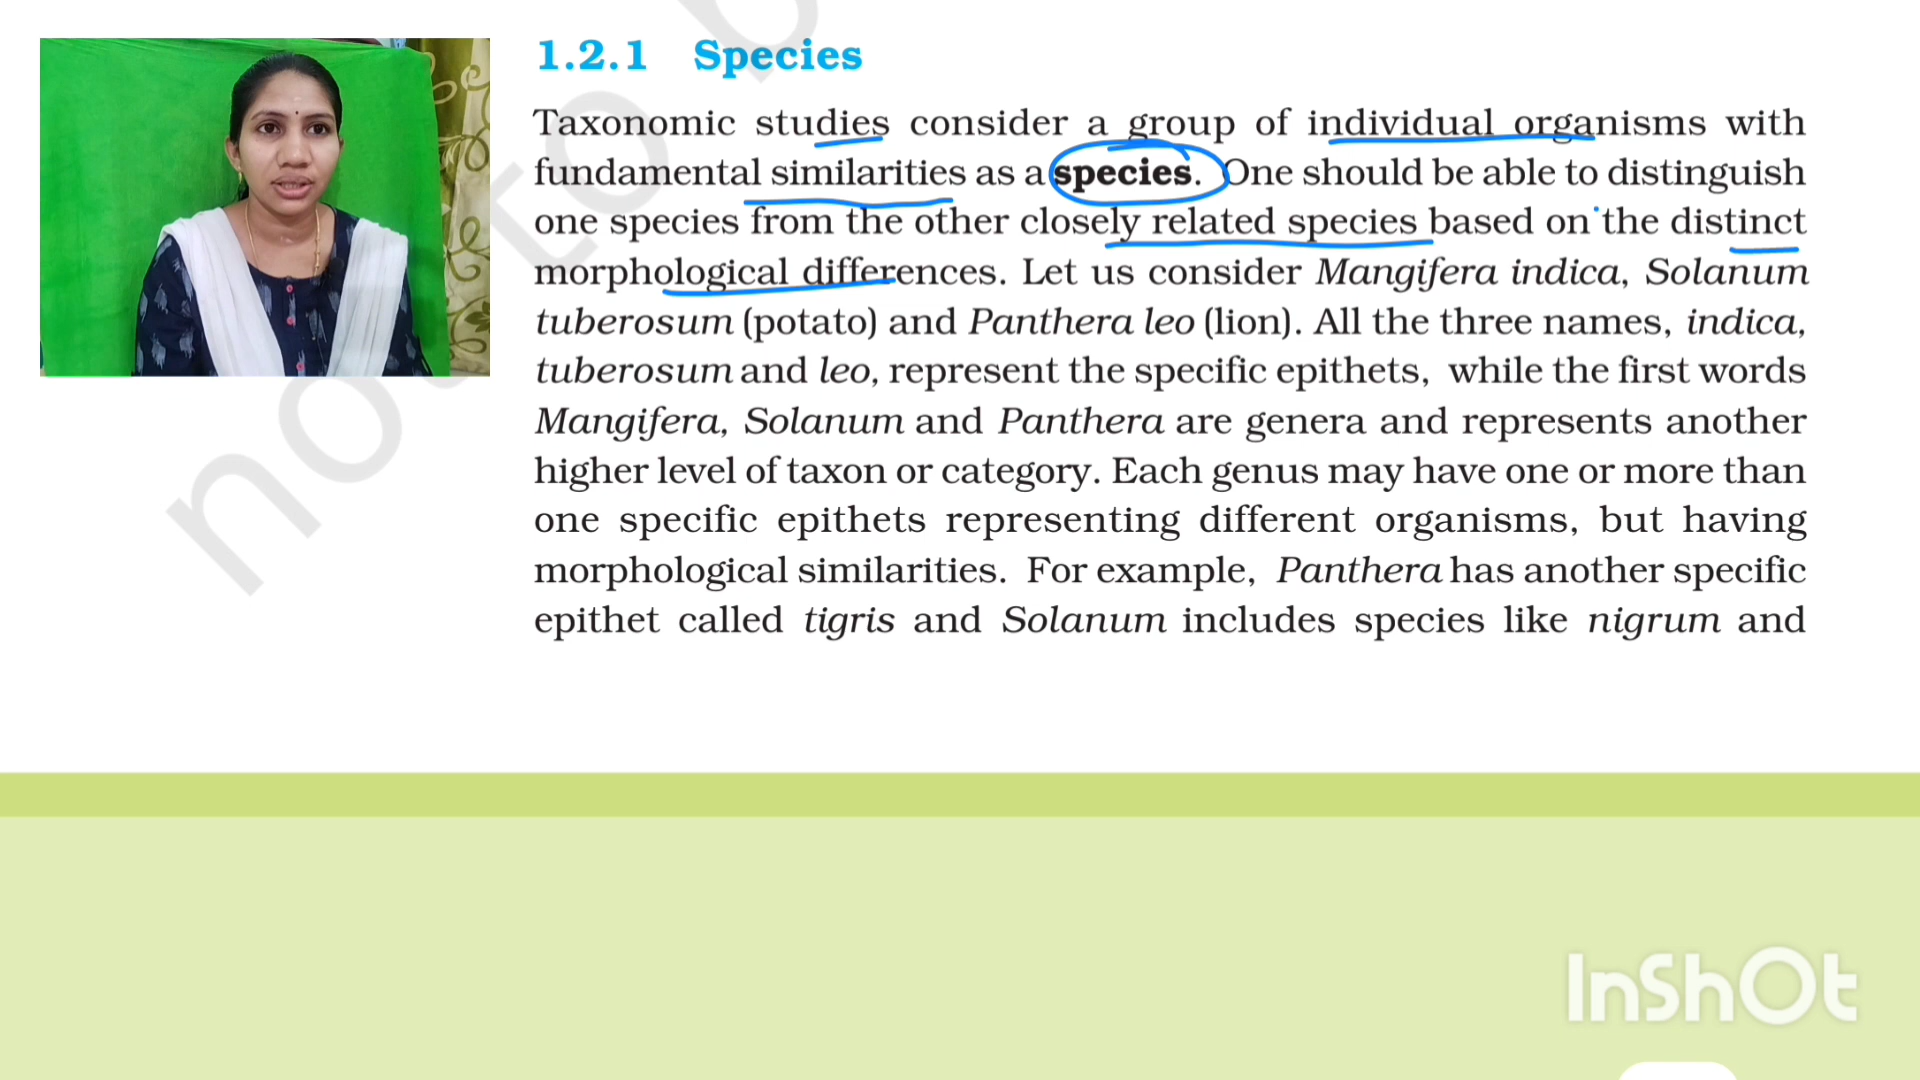 1.2.1 Species
Taxonomic studies consider a group of individual organisms with
fundamental similarities as a species. One should be able to distinguish
one species from the other closely related species based on the distinct
morphological differences. Let us consider Mangifera indica, Solanum
tuberosum (potato) and Panthera leo (lion). All the three names, indica,
tuberosum and leo, represent the specific epithets, while the first words
Mangifera, Solanum and Panthera are genera and represents another
higher level of taxon or category. Each genus may have one or more than
one specific epithets representing different organisms, but having
morphological similarities. For example, Panthera has another specific
epithet called tigris and Solanum includes species like nigrum and
not to b
InShOt